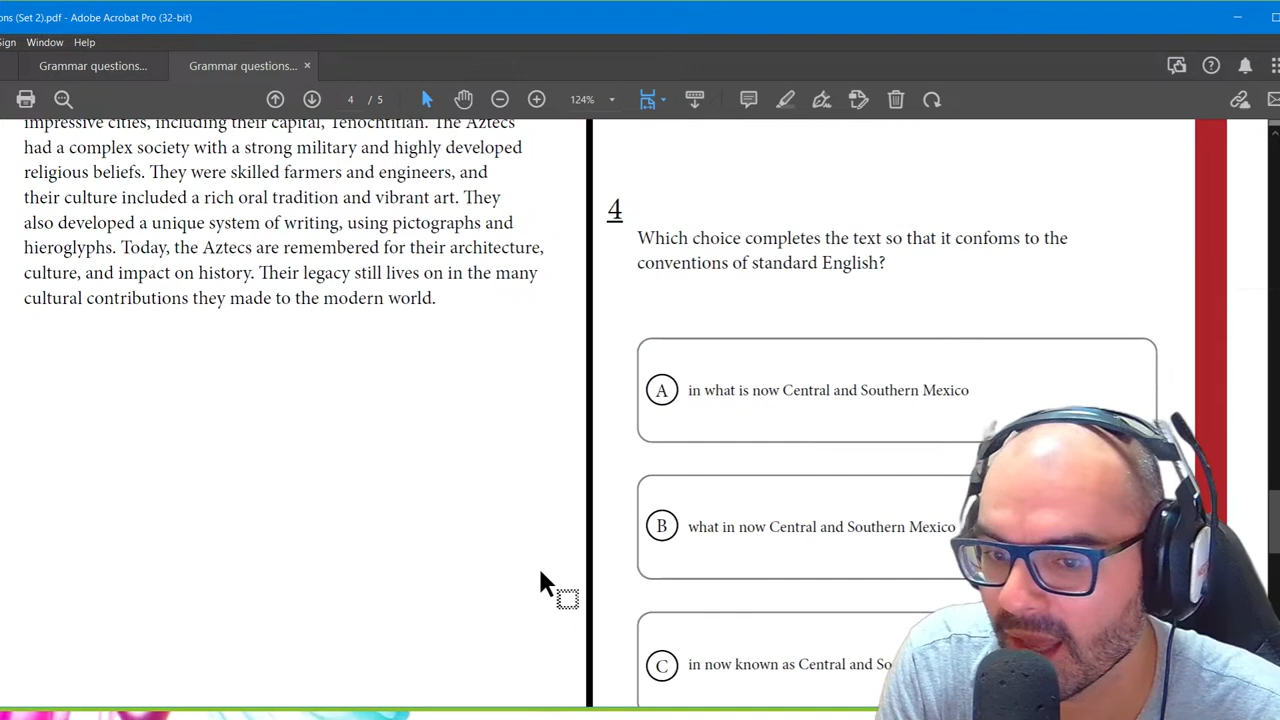 ons (Set 2).pdf - Adobe Acrobat Pro (32-bit)
Sign Window Help
Grammar questions... Grammar questions... ×
4 / 5 124%
impressive cities, including their capital, Tenochtitlan. The Aztecs
had a complex society with a strong military and highly developed
religious beliefs. They were skilled farmers and engineers, and
their culture included a rich oral tradition and vibrant art. They
also developed a unique system of writing, using pictographs and
hieroglyphs. Today, the Aztecs are remembered for their architecture,
culture, and impact on history. Their legacy still lives on in the many
cultural contributions they made to the modern world.
4
Which choice completes the text so that it confoms to the
conventions of standard English?
A in what is now Central and Southern Mexico
B what in now Central and Southern Mexico
C in now known as Central and So